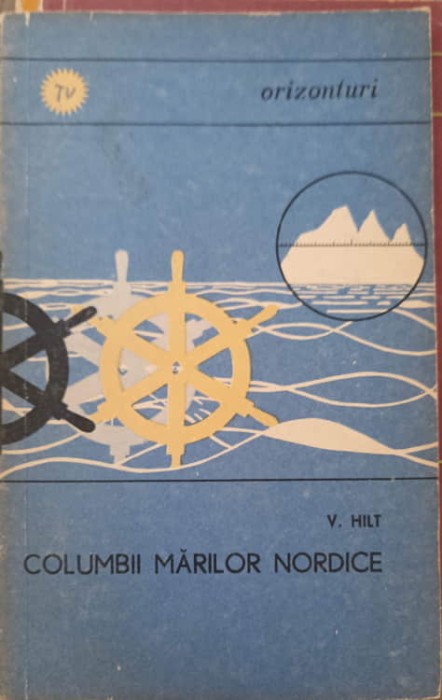 TV
orizonturi
V. HILT
COLUMBII MĂRILOR NORDICE